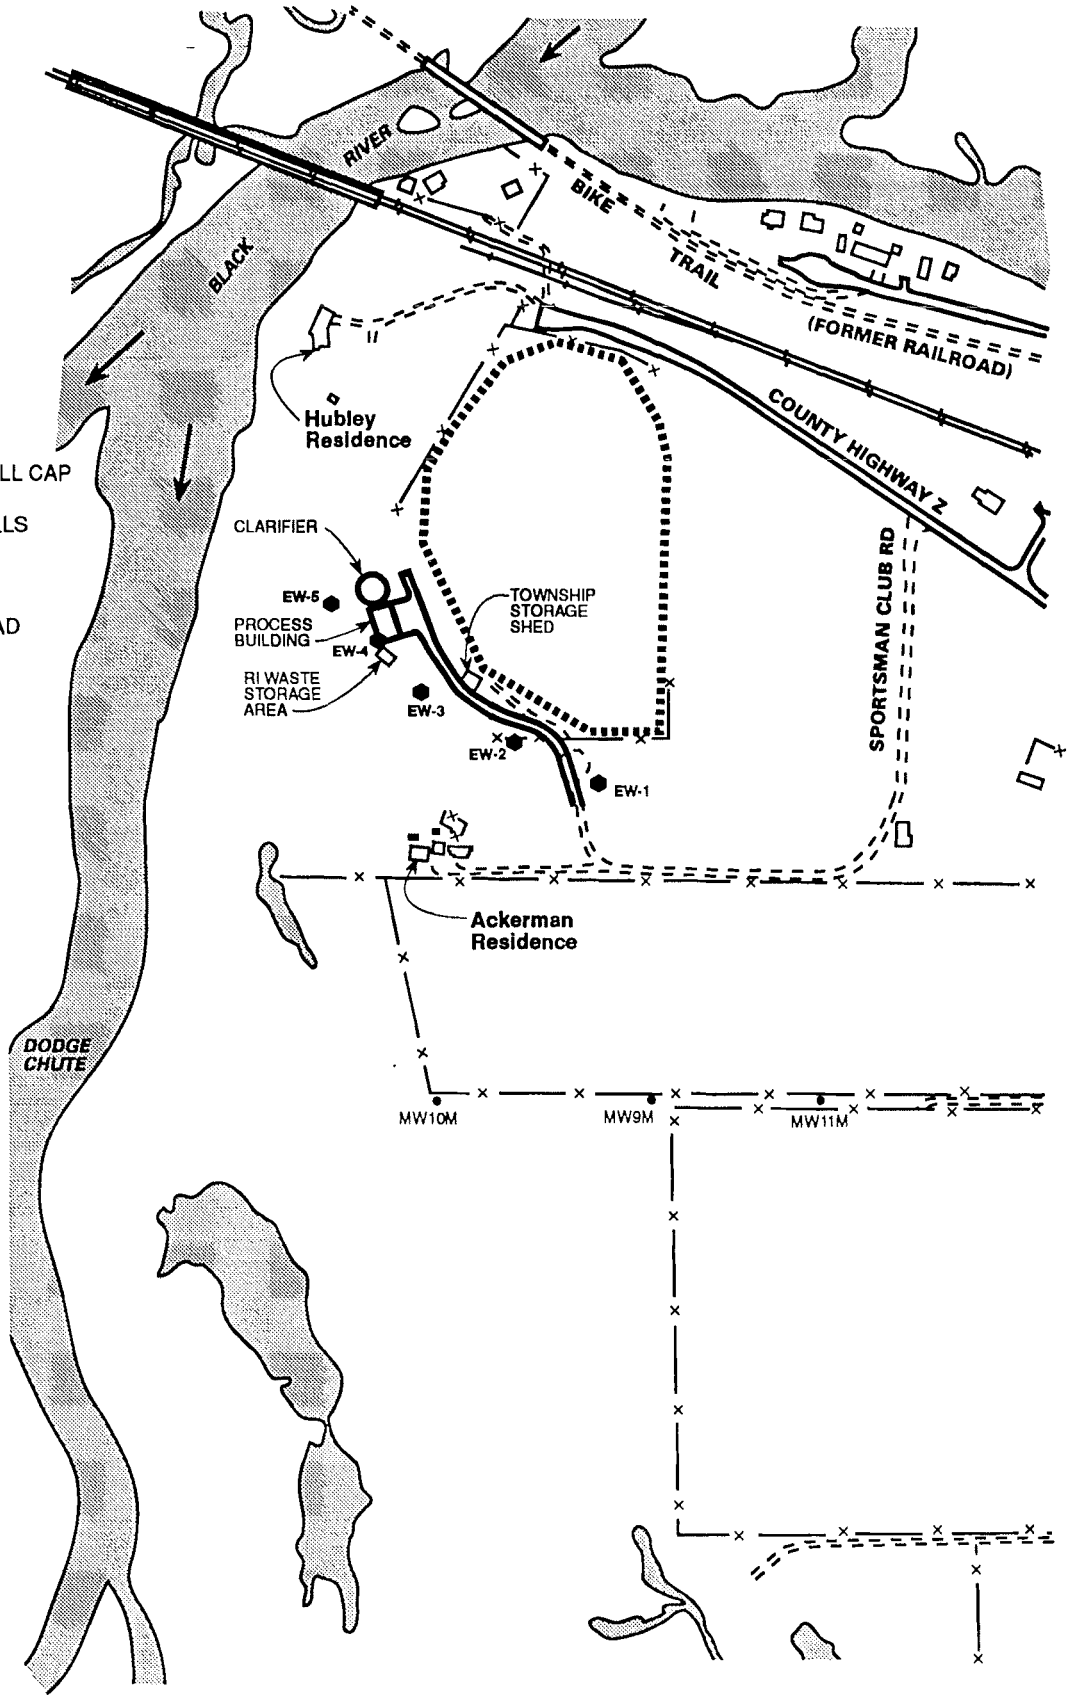 RIVER
BLACK
BIKE
TRAIL
(FORMER RAILROAD)
COUNTY HIGHWAY Z
Hubley
Residence
LL CAP
LLS
AD
CLARIFIER
EW-5
PROCESS
BUILDING
EW-4
RI WASTE
STORAGE
AREA
TOWNSHIP
STORAGE
SHED
EW-3
EW-2
EW-1
SPORTSMAN CLUB RD
Ackerman
Residence
DODGE
CHUTE
MW10M
MW9M
MW11M